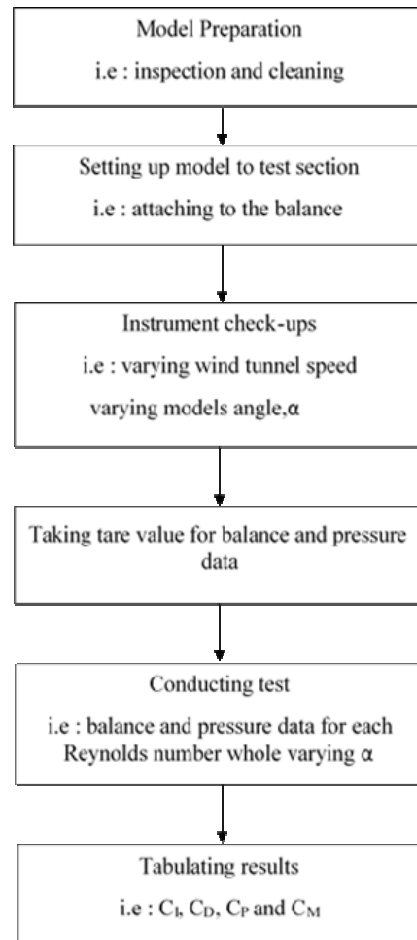 Model Preparation
i.e : inspection and cleaning
Setting up model to test section
i.e : attaching to the balance
Instrument check-ups
i.e : varying wind tunnel speed
varying models angle,α
Taking tare value for balance and pressure
data
Conducting test
i.e : balance and pressure data for each
Reynolds number whole varying α
Tabulating results
i.e : Cl, CD, CP and CM